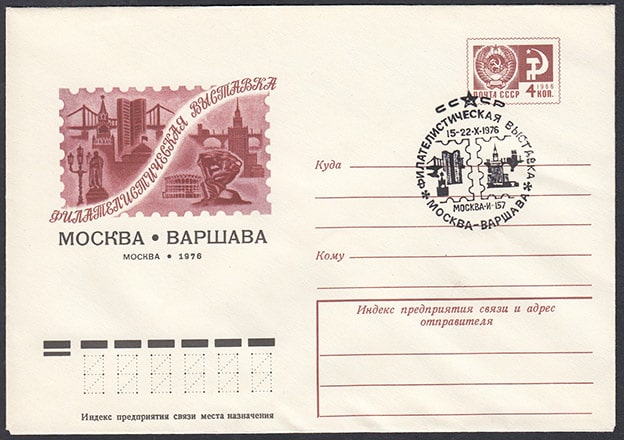 ФИЛАТЕЛИСТИЧЕСКАЯ ВЫСТАВКА
МОСКВА • ВАРШАВА
МОСКВА • 1976
1966
ПОЧТА СССР 4 КОП.
СССР
ФИЛАТЕЛИСТИЧЕСКАЯ ВЫСТАВКА
15-22-X-1976
МОСКВА-И-157
МОСКВА-ВАРШАВА
Куда
Кому
Индекс предприятия связи и адрес
отправителя
Индекс предприятия связи места назначения